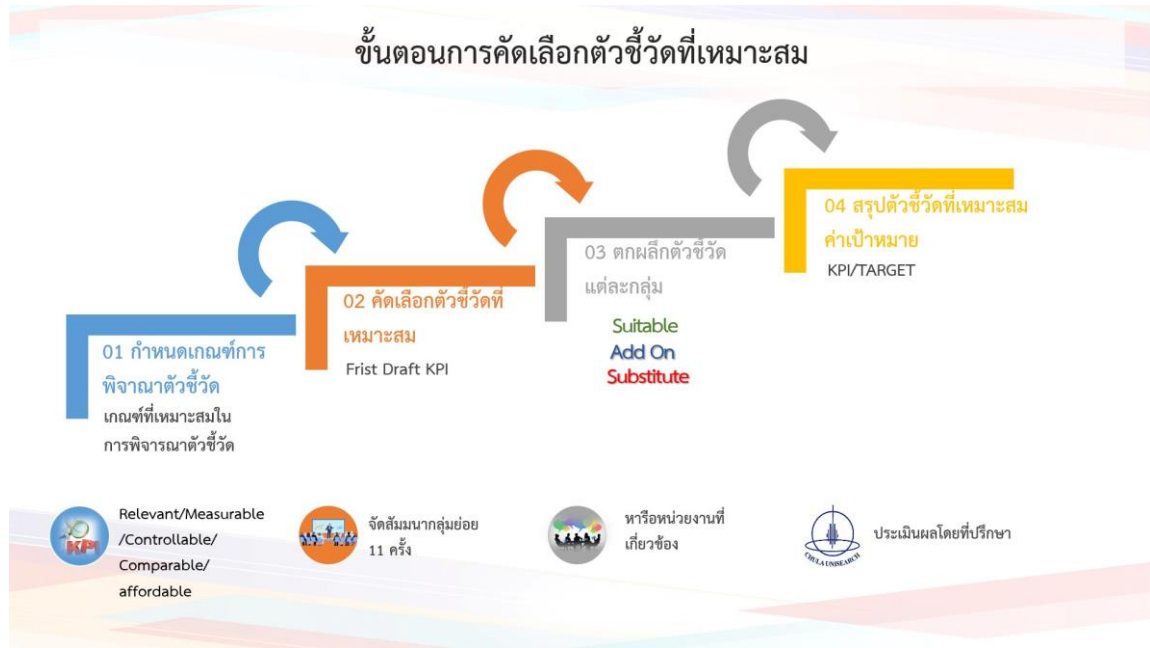 ขั้นตอนการคัดเลือกตัวชี้วัดที่เหมาะสม
01 กำหนดเกณฑ์การ
พิจาณาตัวชี้วัด
เกณฑ์ที่เหมาะสมใน
การพิจารณาตัวชี้วัด
02 คัดเลือกตัวชี้วัดที่
เหมาะสม
Frist Draft KPI
03 ตกผลึกตัวชี้วัด
แต่ละกลุ่ม
Suitable
Add On
Substitute
04 สรุปตัวชี้วัดที่เหมาะสม
ค่าเป้าหมาย
KPI/TARGET
KPI
Relevant/Measurable
/Controllable/
Comparable/
affordable
จัดสัมมนากลุ่มย่อย
11 ครั้ง
หารือหน่วยงานที่
เกี่ยวข้อง
CHULA UNISEARCH
ประเมินผลโดยที่ปรึกษา